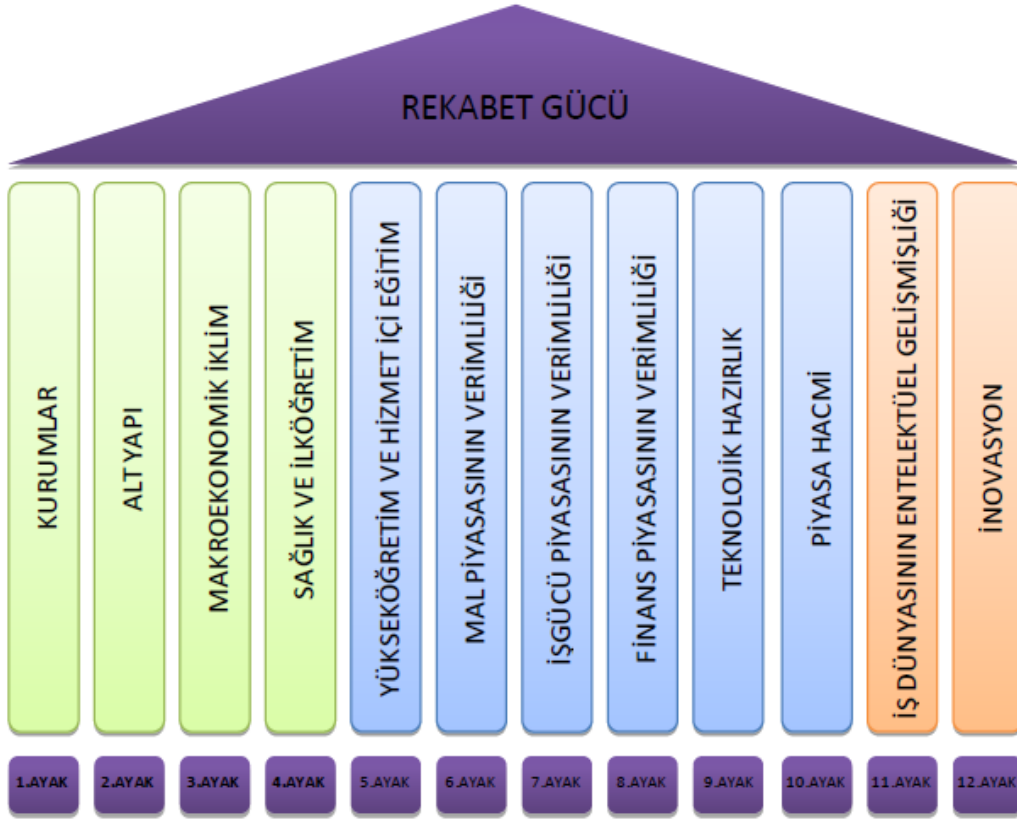 REKABET GÜCÜ
KURUMLAR
ALTYAPI
MAKROEKONOMİK İKLİM
SAĞLIK VE İLKÖĞRETİM
YÜKSEKÖĞRETİM VE HİZMET İÇİ EĞİTİM
MAL PİYASASININ VERİMLİLİĞİ
İŞGÜCÜ PİYASASININ VERİMLİLİĞİ
FİNANS PİYASASININ VERİMLİLİĞİ
TEKNOLOJİK HAZIRLIK
PİYASA HACMİ
İŞ DÜNYASININ ENTELEKTÜEL GELİŞMİŞLİĞİ
İNOVASYON
1.AYAK
2.AYAK
3.AYAK
4.AYAK
5.AYAK
6.AYAK
7.AYAK
8.AYAK
9.AYAK
10.AYAK
11.AYAK
12.AYAK